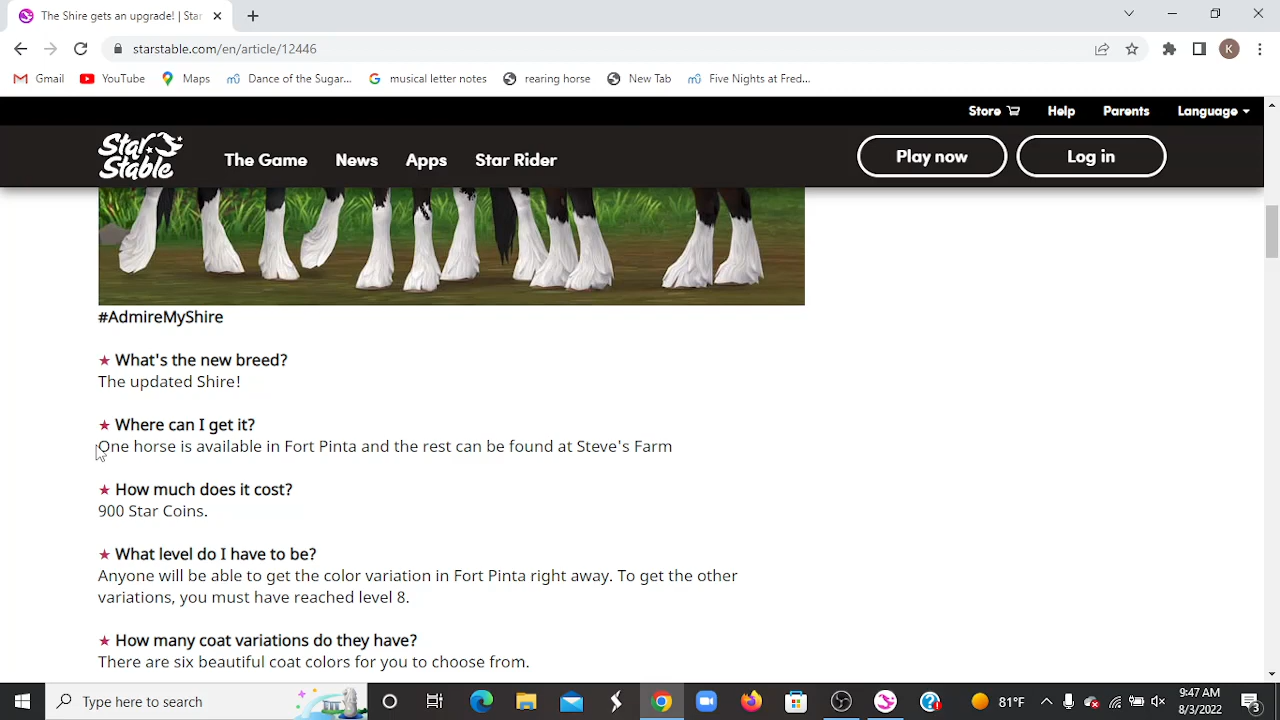 The Shire gets an upgrade! | Star
starstable.com/en/article/12446
K
Gmail YouTube Maps Dance of the Sugar... musical letter notes rearing horse New Tab Five Nights at Fred...
Store Help Parents Language
Star Stable
The Game News Apps Star Rider Play now Log in
#AdmireMyShire
What's the new breed?
The updated Shire!
Where can I get it?
One horse is available in Fort Pinta and the rest can be found at Steve's Farm
How much does it cost?
900 Star Coins.
What level do I have to be?
Anyone will be able to get the color variation in Fort Pinta right away. To get the other
variations, you must have reached level 8.
How many coat variations do they have?
There are six beautiful coat colors for you to choose from.
Type here to search
81°F
9:47 AM
8/3/2022
3